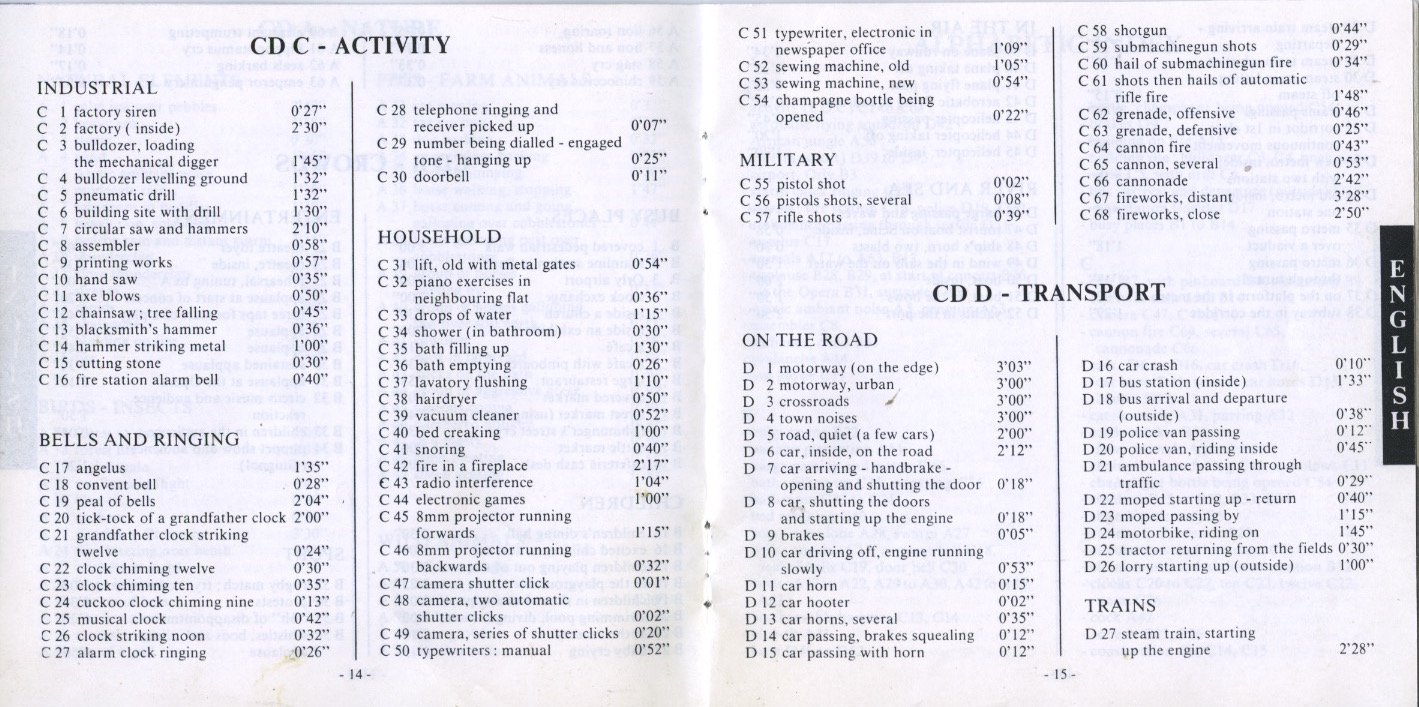 CD C - ACTIVITY
INDUSTRIAL
C 1 factory siren 0'27"
C 2 factory ( inside) 2'30"
C 3 bulldozer, loading
the mechanical digger 1'45"
C 4 bulldozer levelling ground 1'32"
C 5 pneumatic drill 1'32"
C 6 building site with drill 1'30"
C 7 circular saw and hammers 2'10"
C 8 assembler 0'58"
C 9 printing works 0'57"
C 10 hand saw 0'35"
C 11 axe blows 0'50"
C 12 chainsaw ; tree falling 0'45"
C 13 blacksmith's hammer 0'36"
C 14 hammer striking metal 1'00"
C 15 cutting stone 0'30"
C 16 fire station alarm bell 0'40"
BELLS AND RINGING
C 17 angelus 1'35"
C 18 convent bell 0'28"
C 19 peal of bells 2'04"
C 20 tick-tock of a grandfather clock 2'00"
C 21 grandfather clock striking
twelve 0'24"
C 22 clock chiming twelve 0'30"
C 23 clock chiming ten 0'35"
C 24 cuckoo clock chiming nine 0'13"
C 25 musical clock 0'42"
C 26 clock striking noon 0'32"
C 27 alarm clock ringing 0'26"
C 28 telephone ringing and
receiver picked up 0'07"
C 29 number being dialled - engaged
tone - hanging up 0'25"
C 30 doorbell 0'11"
HOUSEHOLD
C 31 lift, old with metal gates 0'54"
C 32 piano exercises in
neighbouring flat 0'36"
C 33 drops of water 1'15"
C 34 shower (in bathroom) 0'30"
C 35 bath filling up 1'30"
C 36 bath emptying 0'26"
C 37 lavatory flushing 1'10"
C 38 hairdryer 0'50"
C 39 vacuum cleaner 0'52"
C 40 bed creaking 1'00"
C 41 snoring 0'40"
C 42 fire in a fireplace 2'17"
C 43 radio interference 1'04"
C 44 electronic games 1'00"
C 45 8mm projector running
forwards 1'15"
C 46 8mm projector running
backwards 0'32"
C 47 camera shutter click 0'01"
C 48 camera, two automatic
shutter clicks 0'02"
C 49 camera, series of shutter clicks 0'20"
C 50 typewriters : manual 0'52"
- 14 -
C 51 typewriter, electronic in
newspaper office 1'09"
C 52 sewing machine, old 1'05"
C 53 sewing machine, new 0'54"
C 54 champagne bottle being
opened 0'22"
MILITARY
C 55 pistol shot 0'02"
C 56 pistols shots, several 0'08"
C 57 rifle shots 0'39"
C 58 shotgun 0'44"
C 59 submachinegun shots 0'29"
C 60 hail of submachinegun fire 0'34"
C 61 shots then hails of automatic
rifle fire 1'48"
C 62 grenade, offensive 0'46"
C 63 grenade, defensive 0'25"
C 64 cannon fire 0'43"
C 65 cannon, several 0'53"
C 66 cannonade 2'42"
C 67 fireworks, distant 3'28"
C 68 fireworks, close 2'50"
CD D - TRANSPORT
ON THE ROAD
D 1 motorway (on the edge) 3'03"
D 2 motorway, urban 3'00"
D 3 crossroads 3'00"
D 4 town noises 3'00"
D 5 road, quiet (a few cars) 2'00"
D 6 car, inside, on the road 2'12"
D 7 car arriving - handbrake -
opening and shutting the door 0'18"
D 8 car, shutting the doors
and starting up the engine 0'18"
D 9 brakes 0'05"
D 10 car driving off, engine running
slowly 0'53"
D 11 car horn 0'15"
D 12 car hooter 0'02"
D 13 car horns, several 0'35"
D 14 car passing, brakes squealing 0'12"
D 15 car passing with horn 0'12"
D 16 car crash 0'10"
D 17 bus station (inside) 1'33"
D 18 bus arrival and departure
(outside) 0'38"
D 19 police van passing 0'12"
D 20 police van, riding inside 0'45"
D 21 ambulance passing through
traffic 0'29"
D 22 moped starting up - return 0'40"
D 23 moped passing by 1'15"
D 24 motorbike, riding on 1'45"
D 25 tractor returning from the fields 0'30"
D 26 lorry starting up (outside) 1'00"
TRAINS
D 27 steam train, starting
up the engine 2'28"
- 15 -
ENGLISH